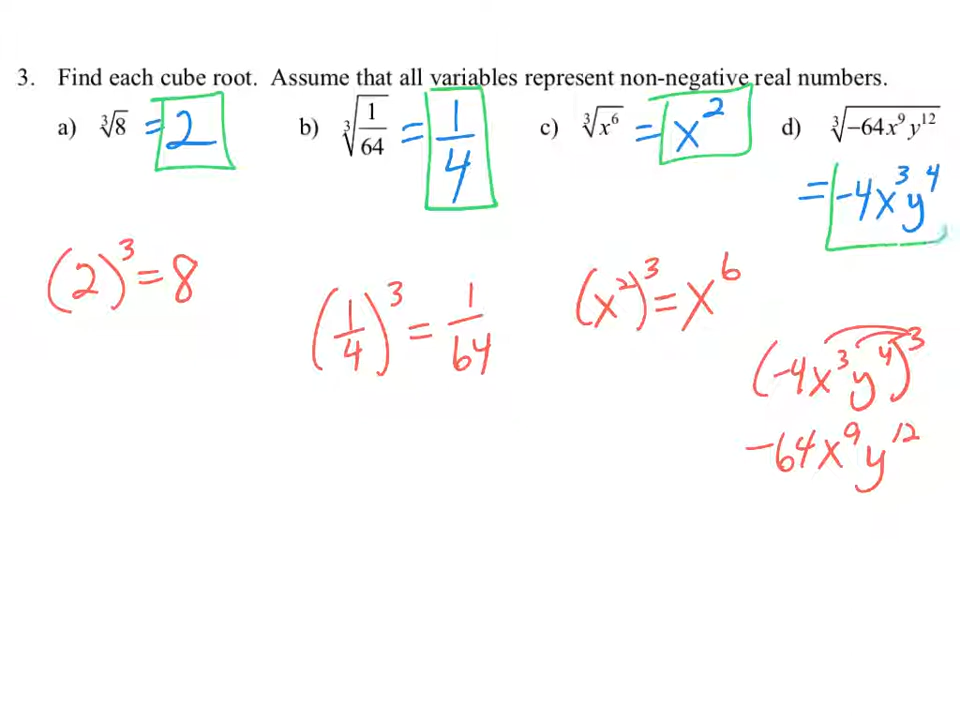 3. Find each cube root. Assume that all variables represent non-negative real numbers.
a) ∛8 = 2 b) ∛(1/64) = 1/4 c) ∛x⁶ = x² d) ∛(-64x⁹y¹²)
= -4x³y⁴
(2)³ = 8
(1/4)³ = 1/64
(x²)³ = x⁶
(-4x³y⁴)³
-64x⁹y¹²